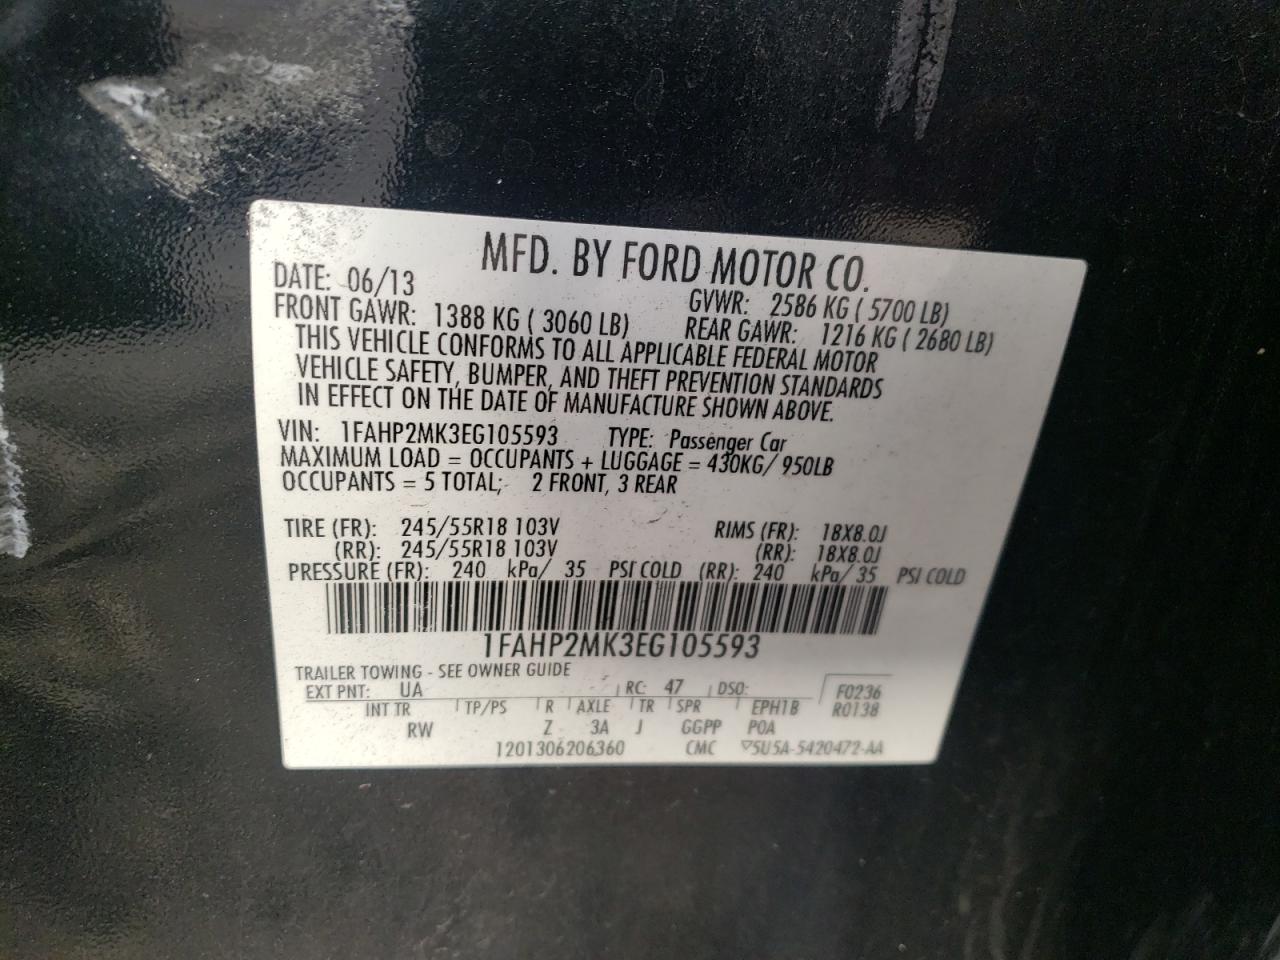 MFD. BY FORD MOTOR CO.
DATE: 06/13 GVWR: 2586 KG ( 5700 LB)
FRONT GAWR: 1388 KG ( 3060 LB) REAR GAWR: 1216 KG ( 2680 LB)
THIS VEHICLE CONFORMS TO ALL APPLICABLE FEDERAL MOTOR
VEHICLE SAFETY, BUMPER, AND THEFT PREVENTION STANDARDS
IN EFFECT ON THE DATE OF MANUFACTURE SHOWN ABOVE.
VIN: 1FAHP2MK3EG105593 TYPE: Passenger Car
MAXIMUM LOAD = OCCUPANTS + LUGGAGE = 430KG/ 950LB
OCCUPANTS = 5 TOTAL; 2 FRONT, 3 REAR
TIRE (FR): 245/55R18 103V RIMS (FR): 18X8.0J
(RR): 245/55R18 103V (RR): 18X8.0J
PRESSURE (FR): 240 kPa/ 35 PSI COLD (RR): 240 kPa/ 35 PSI COLD
1FAHP2MK3EG105593
TRAILER TOWING - SEE OWNER GUIDE
EXT PNT: UA RC: 47 DSO: F0236
INT TR TP/PS R AXLE TR SPR EPH1B R0138
RW Z 3A J GGPP POA
1201306206360 CMC 5U5A-5420472-AA